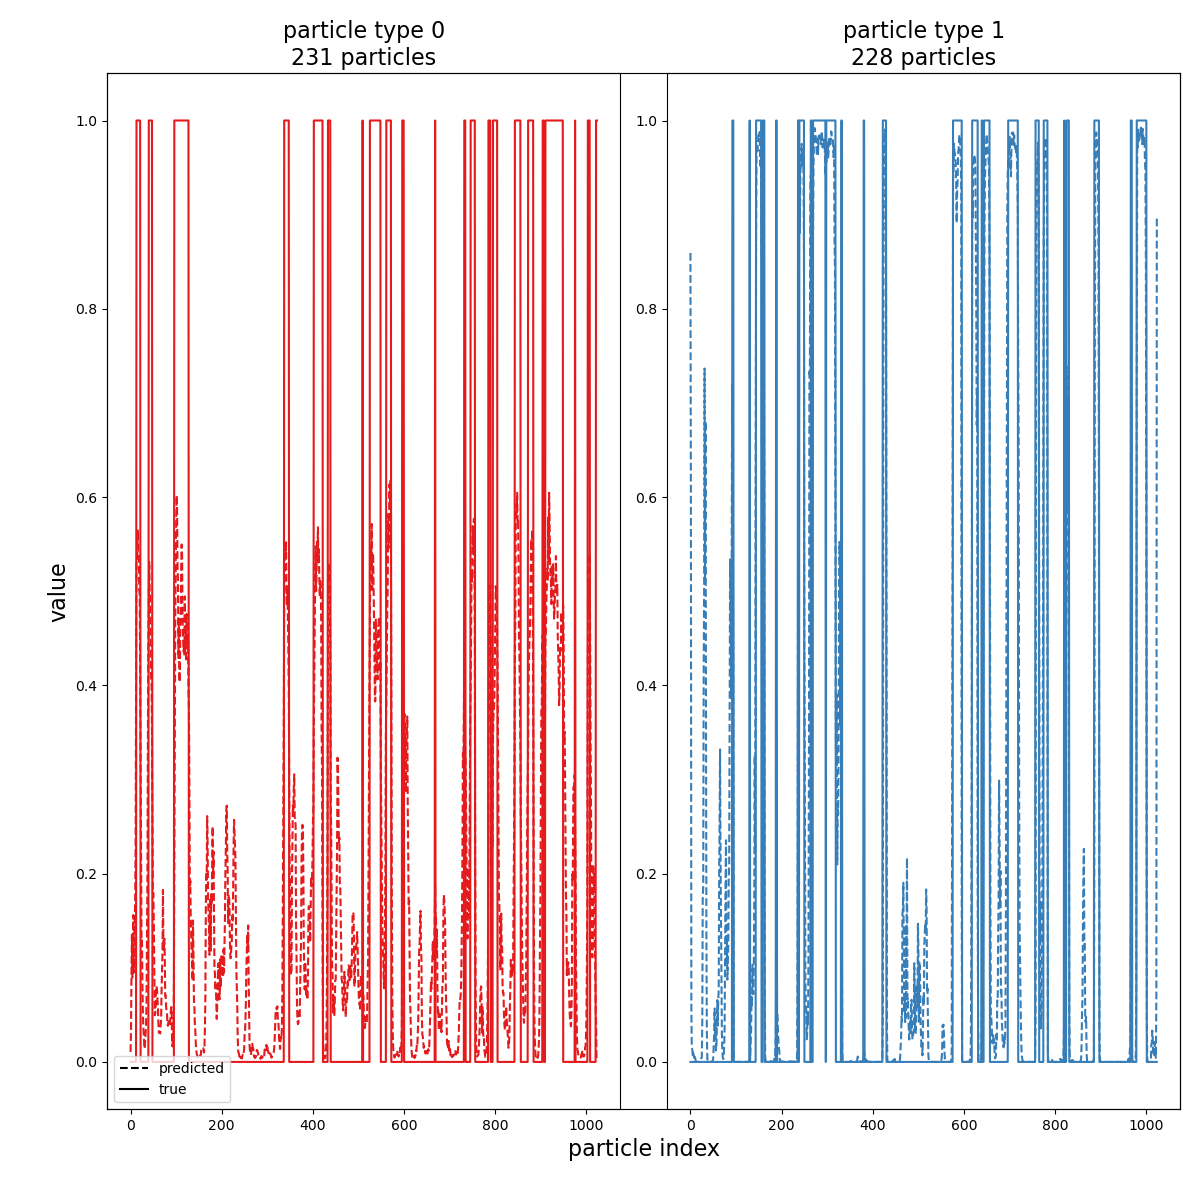 particle type 0
231 particles
particle type 1
228 particles
value
1.0
0.8
0.6
0.4
0.2
0.0
1.0
0.8
0.6
0.4
0.2
0.0
predicted
true
0 200 400 600 800 1000
0 200 400 600 800 1000
particle index